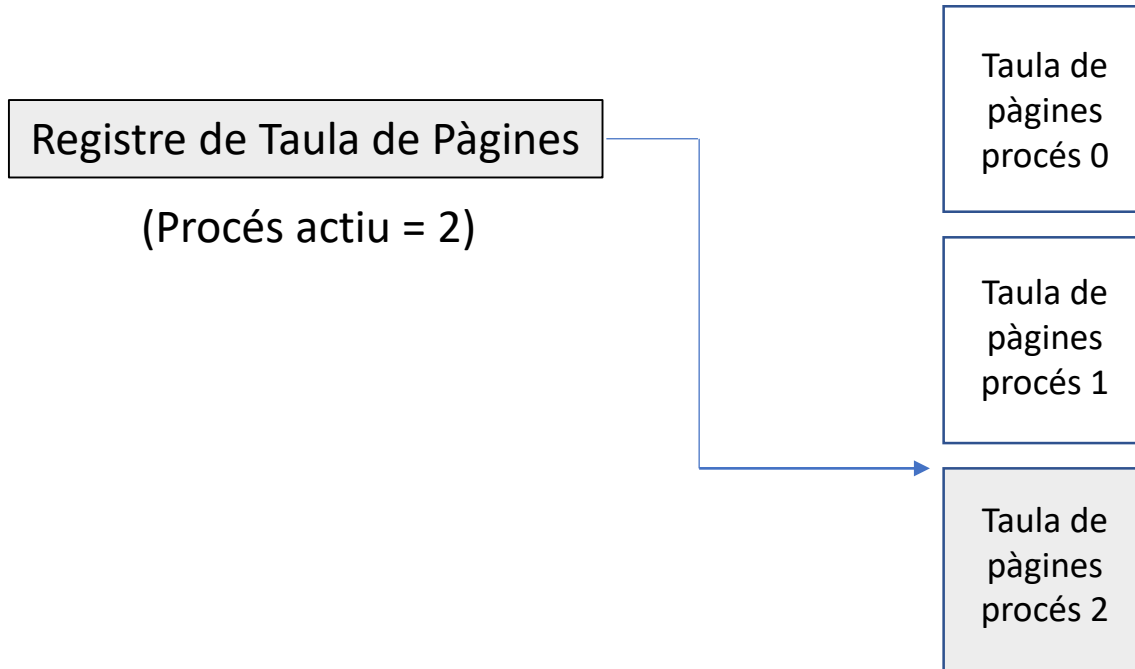 Registre de Taula de Pàgines
(Procés actiu = 2)
Taula de
pàgines
procés 0
Taula de
pàgines
procés 1
Taula de
pàgines
procés 2